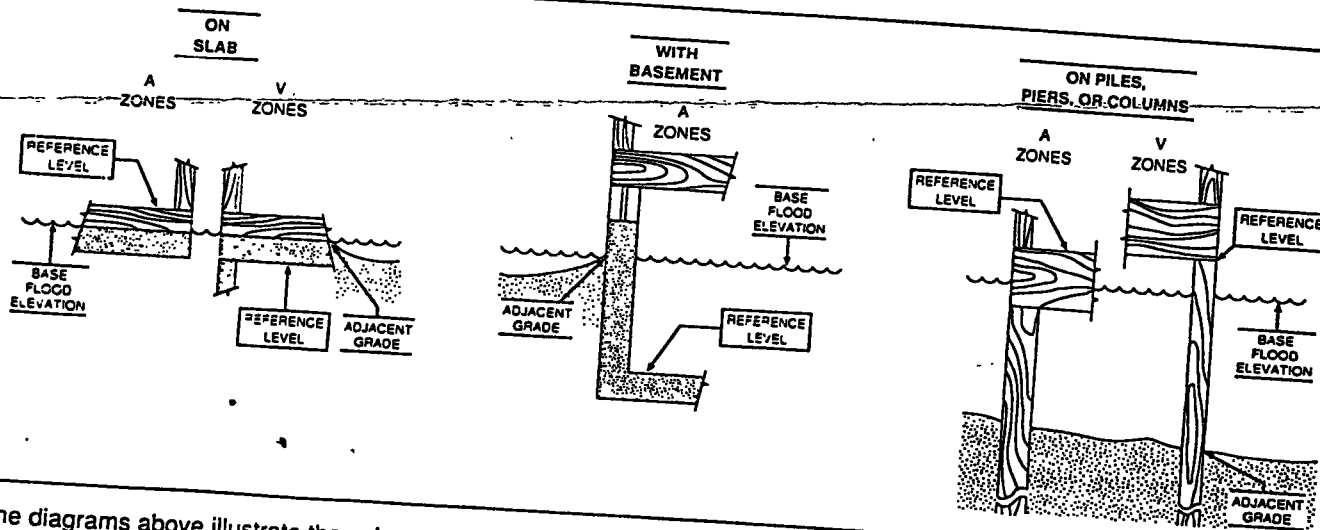 ON
SLAB
A
ZONES
V
ZONES
REFERENCE
LEVEL
BASE
FLOOD
ELEVATION
REFERENCE
LEVEL
ADJACENT
GRADE
WITH
BASEMENT
A
ZONES
BASE
FLOOD
ELEVATION
ADJACENT
GRADE
REFERENCE
LEVEL
ON PILES,
PIERS, OR COLUMNS
A
ZONES
V
ZONES
REFERENCE
LEVEL
REFERENCE
LEVEL
BASE
FLOOD
ELEVATION
ADJACENT
GRADE
diagrams above illustrate